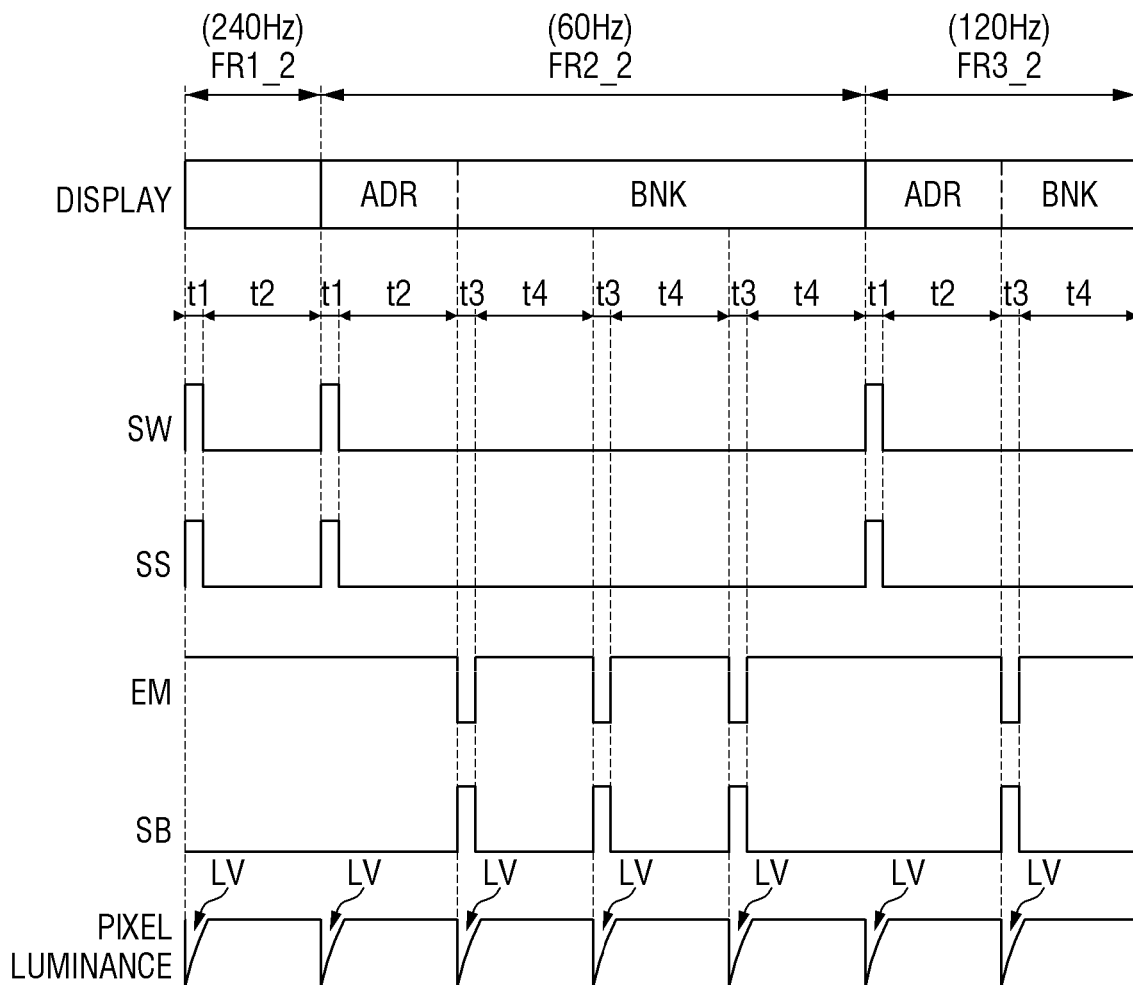 (240Hz) (60Hz) (120Hz)
FR1_2 FR2_2 FR3_2
DISPLAY ADR BNK ADR BNK
t1 t2 t1 t2 t3 t4 t3 t4 t3 t4 t1 t2 t3 t4
SW
SS
EM
SB
LV LV LV LV LV LV LV
PIXEL
LUMINANCE